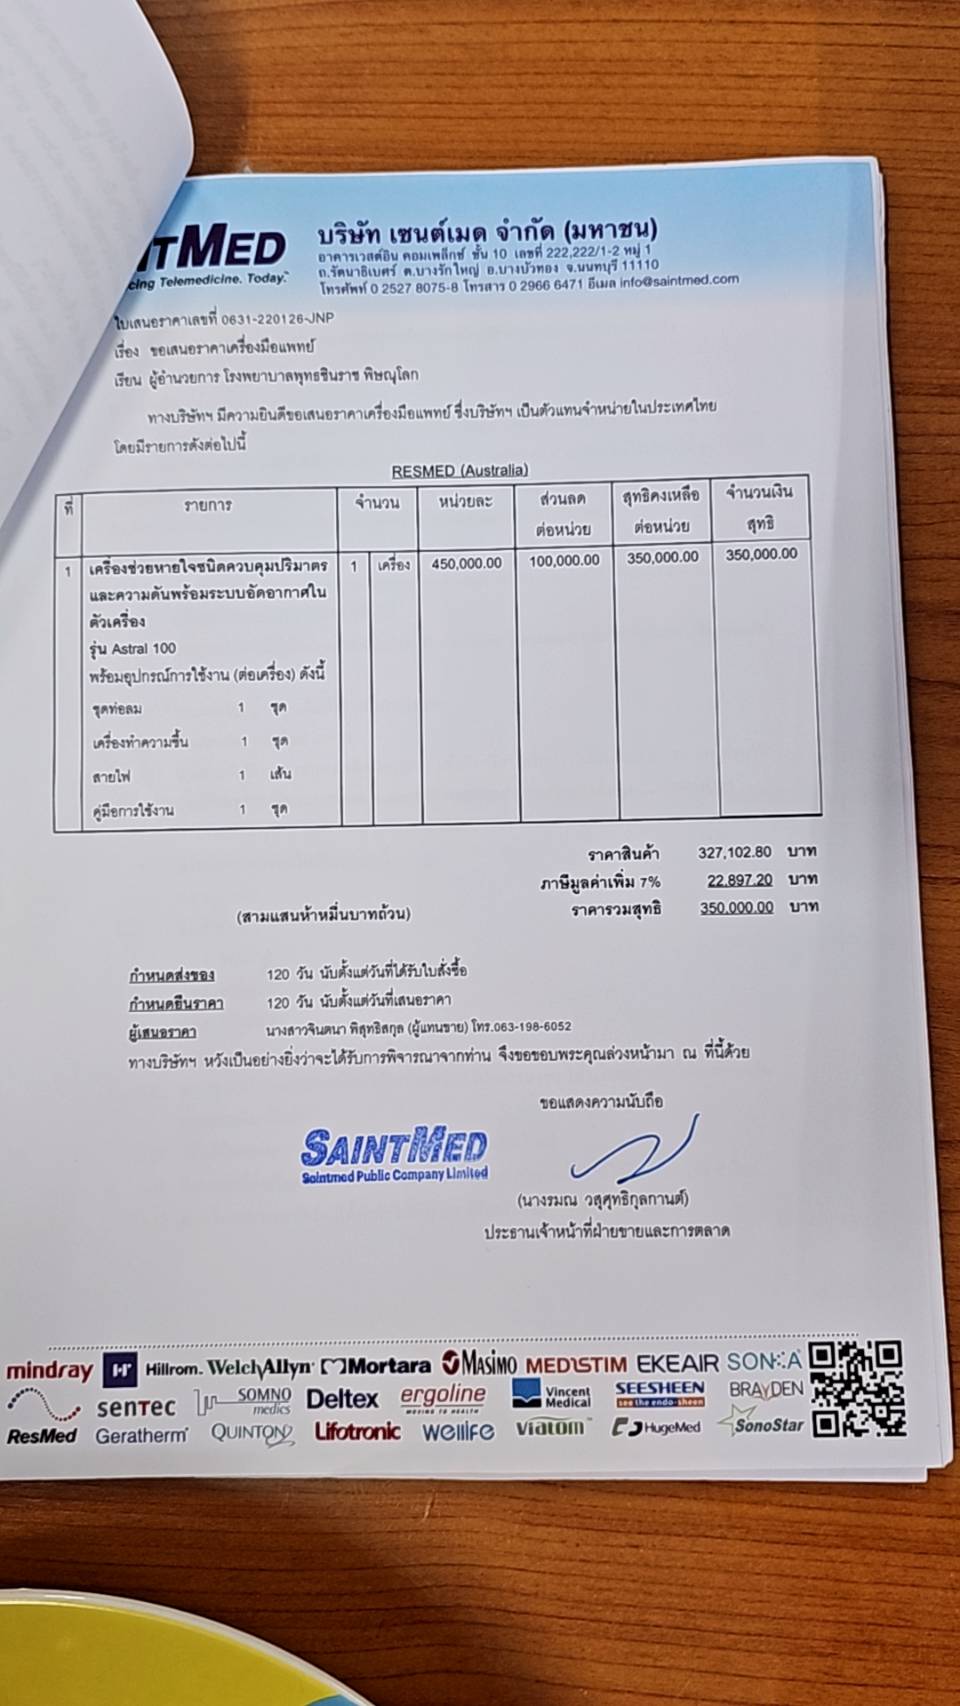 NTMED
cing Telemedicine. Today.
บริษัท เซนต์เมด จำกัด (มหาชน)
อาคารเวสต์อิน คอมเพล็กซ์ ชั้น 10 เลขที่ 222,222/1-2 หมู่ 1
ถ.รัตนาธิเบศร์ ต.บางรักใหญ่ อ.บางบัวทอง จ.นนทบุรี 11110
โทรศัพท์ 0 2527 8075-8 โทรสาร 0 2966 6471 อีเมล info@saintmed.com
ใบเสนอราคาเลขที่ 0631-220126-JNP
เรื่อง ขอเสนอราคาเครื่องมือแพทย์
เรียน ผู้อำนวยการ โรงพยาบาลพุทธชินราช พิษณุโลก
ทางบริษัทฯ มีความยินดีขอเสนอราคาเครื่องมือแพทย์ ซึ่งบริษัทฯ เป็นตัวแทนจำหน่ายในประเทศไทย
โดยมีรายการดังต่อไปนี้
RESMED (Australia)
ที่ รายการ จำนวน หน่วยละ ส่วนลด สุทธิคงเหลือ จำนวนเงิน
ต่อหน่วย ต่อหน่วย สุทธิ
1 เครื่องช่วยหายใจชนิดควบคุมปริมาตร 1 เครื่อง 450,000.00 100,000.00 350,000.00 350,000.00
และความดันพร้อมระบบอัดอากาศใน
ตัวเครื่อง
รุ่น Astral 100
พร้อมอุปกรณ์การใช้งาน (ต่อเครื่อง) ดังนี้
ชุดท่อลม 1 ชุด
เครื่องทำความชื้น 1 ชุด
สายไฟ 1 เส้น
คู่มือการใช้งาน 1 ชุด
ราคาสินค้า 327,102.80 บาท
ภาษีมูลค่าเพิ่ม 7% 22,897.20 บาท
(สามแสนห้าหมื่นบาทถ้วน) ราคารวมสุทธิ 350,000.00 บาท
กำหนดส่งของ 120 วัน นับตั้งแต่วันที่ได้รับใบสั่งซื้อ
กำหนดยืนราคา 120 วัน นับตั้งแต่วันที่เสนอราคา
ผู้เสนอราคา นางสาวจินตนา พิสุทธิสกุล (ผู้แทนขาย) โทร.063-198-6052
ทางบริษัทฯ หวังเป็นอย่างยิ่งว่าจะได้รับการพิจารณาจากท่าน จึงขอขอบพระคุณล่วงหน้ามา ณ ที่นี้ด้วย
ขอแสดงความนับถือ
SAINTMED
Saintmed Public Company Limited
(นางรมณ วสุศุทธิกุลกานต์)
ประธานเจ้าหน้าที่ฝ่ายขายและการตลาด
mindray H Hillrom. WelchAllyn Mortara MASIMO MEDISTIM EKEAIR SONKA
sentec SOMNO medics Deltex ergoline MOVING TO HEALTH Vincent Medical SEESHEEN see the endo-sheen BRAYDEN
ResMed Geratherm QUINTON Lifotronic wellife viatom HugeMed SonoStar